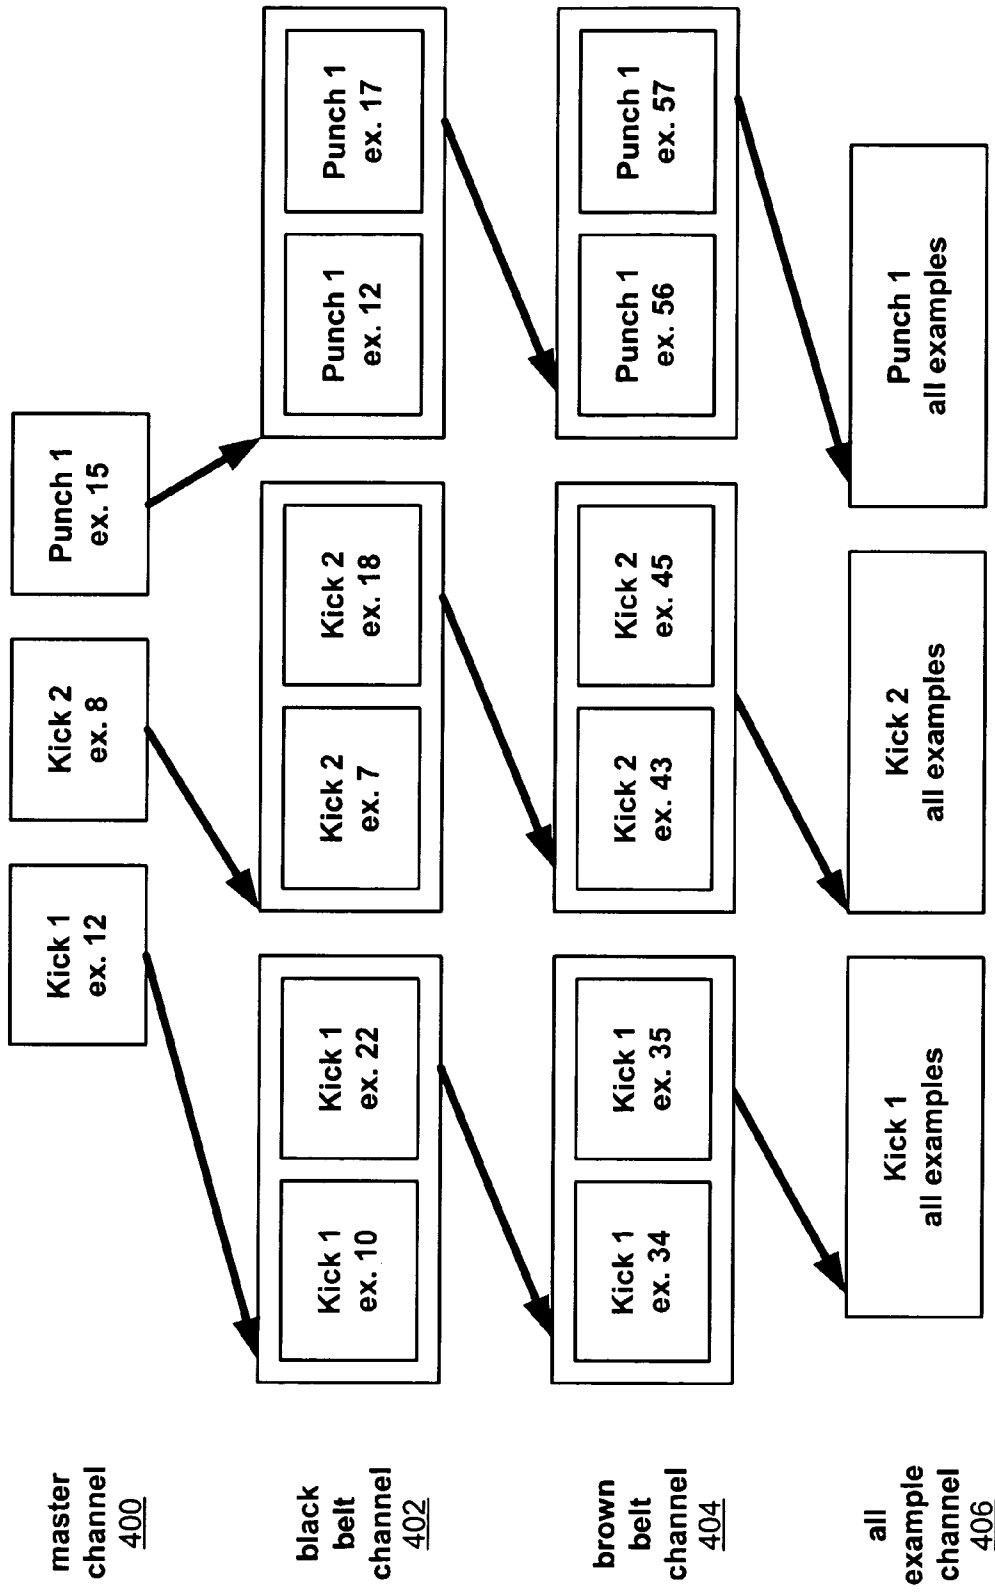 master
channel
400
Kick 1
ex. 12
Kick 2
ex. 8
Punch 1
ex. 15
black
belt
channel
402
Kick 1
ex. 10
Kick 1
ex. 22
Kick 2
ex. 7
Kick 2
ex. 18
Punch 1
ex. 12
Punch 1
ex. 17
brown
belt
channel
404
Kick 1
ex. 34
Kick 1
ex. 35
Kick 2
ex. 43
Kick 2
ex. 45
Punch 1
ex. 56
Punch 1
ex. 57
all
example
channel
406
Kick 1
all examples
Kick 2
all examples
Punch 1
all examples